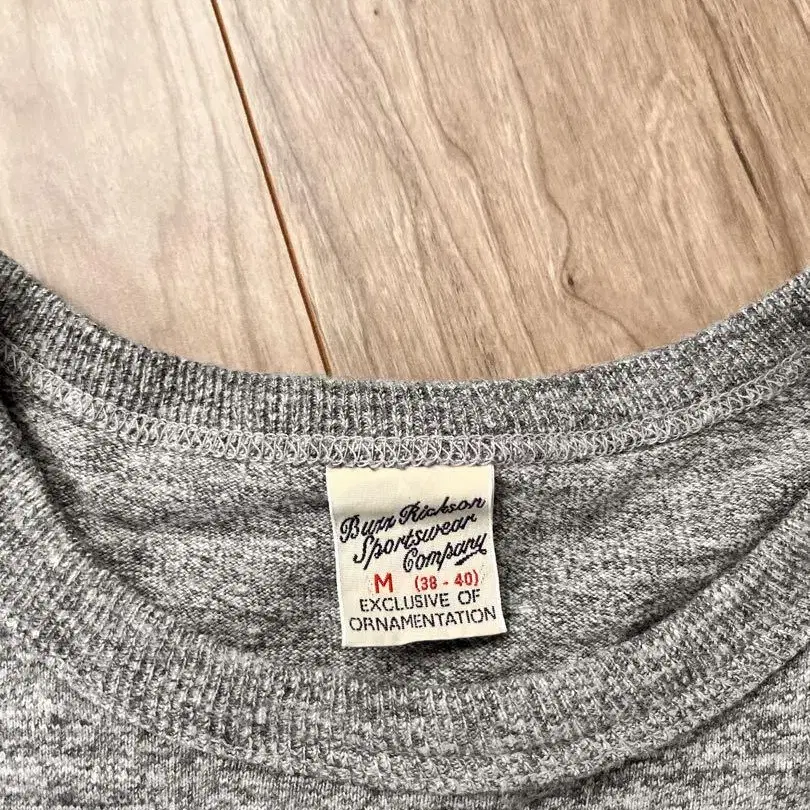 Buzz Rickson
Sportswear
Company
M (38 - 40)
EXCLUSIVE OF
ORNAMENTATION